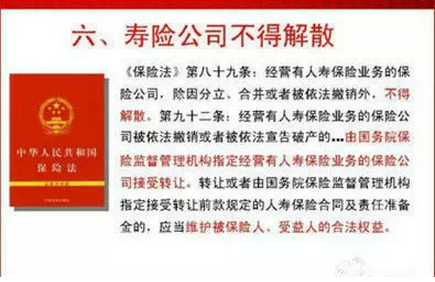 六、寿险公司不得解散
《保险法》第八十九条：经营有人寿保险业务的保
险公司，除因分立、合并或者被依法撤销外，不得
解散。第九十二条：经营有人寿保险业务的保险公
司被依法撤销或者被依法宣告破产的…由国务院保
险监督管理机构指定经营有人寿保险业务的保险公
司接受转让。转让或者由国务院保险监督管理机构
指定接受转让前款规定的人寿保险合同及责任准备
金的，应当维护被保险人、受益人的合法权益。
中华人民共和国
保险法